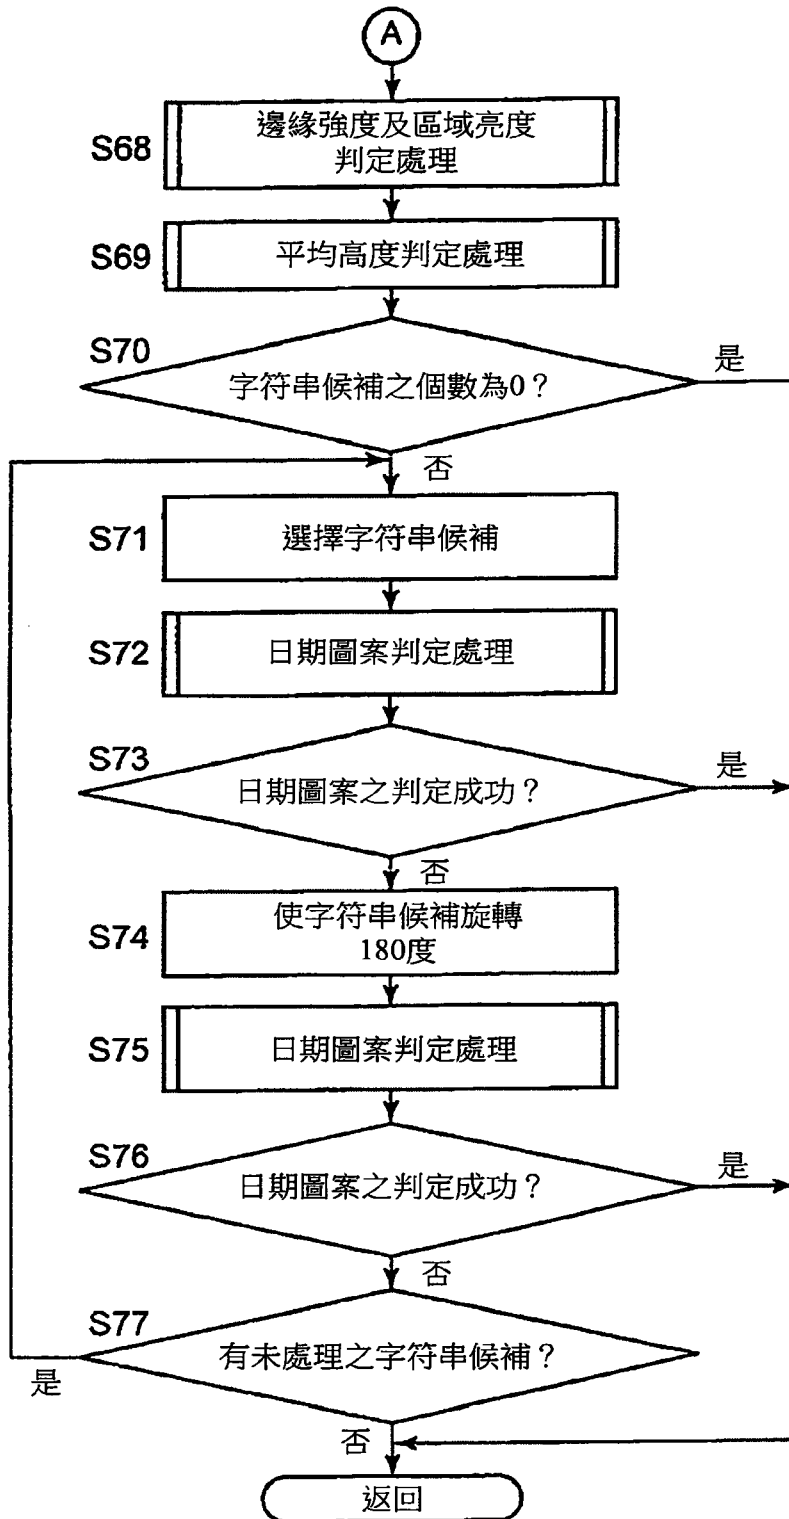 A
S68
邊緣強度及區域亮度
判定處理
S69
平均高度判定處理
S70
字符串候補之個數為0？
是
否
S71
選擇字符串候補
S72
日期圖案判定處理
S73
日期圖案之判定成功？
是
否
S74
使字符串候補旋轉
180度
S75
日期圖案判定處理
S76
日期圖案之判定成功？
是
否
S77
有未處理之字符串候補？
是
否
返回